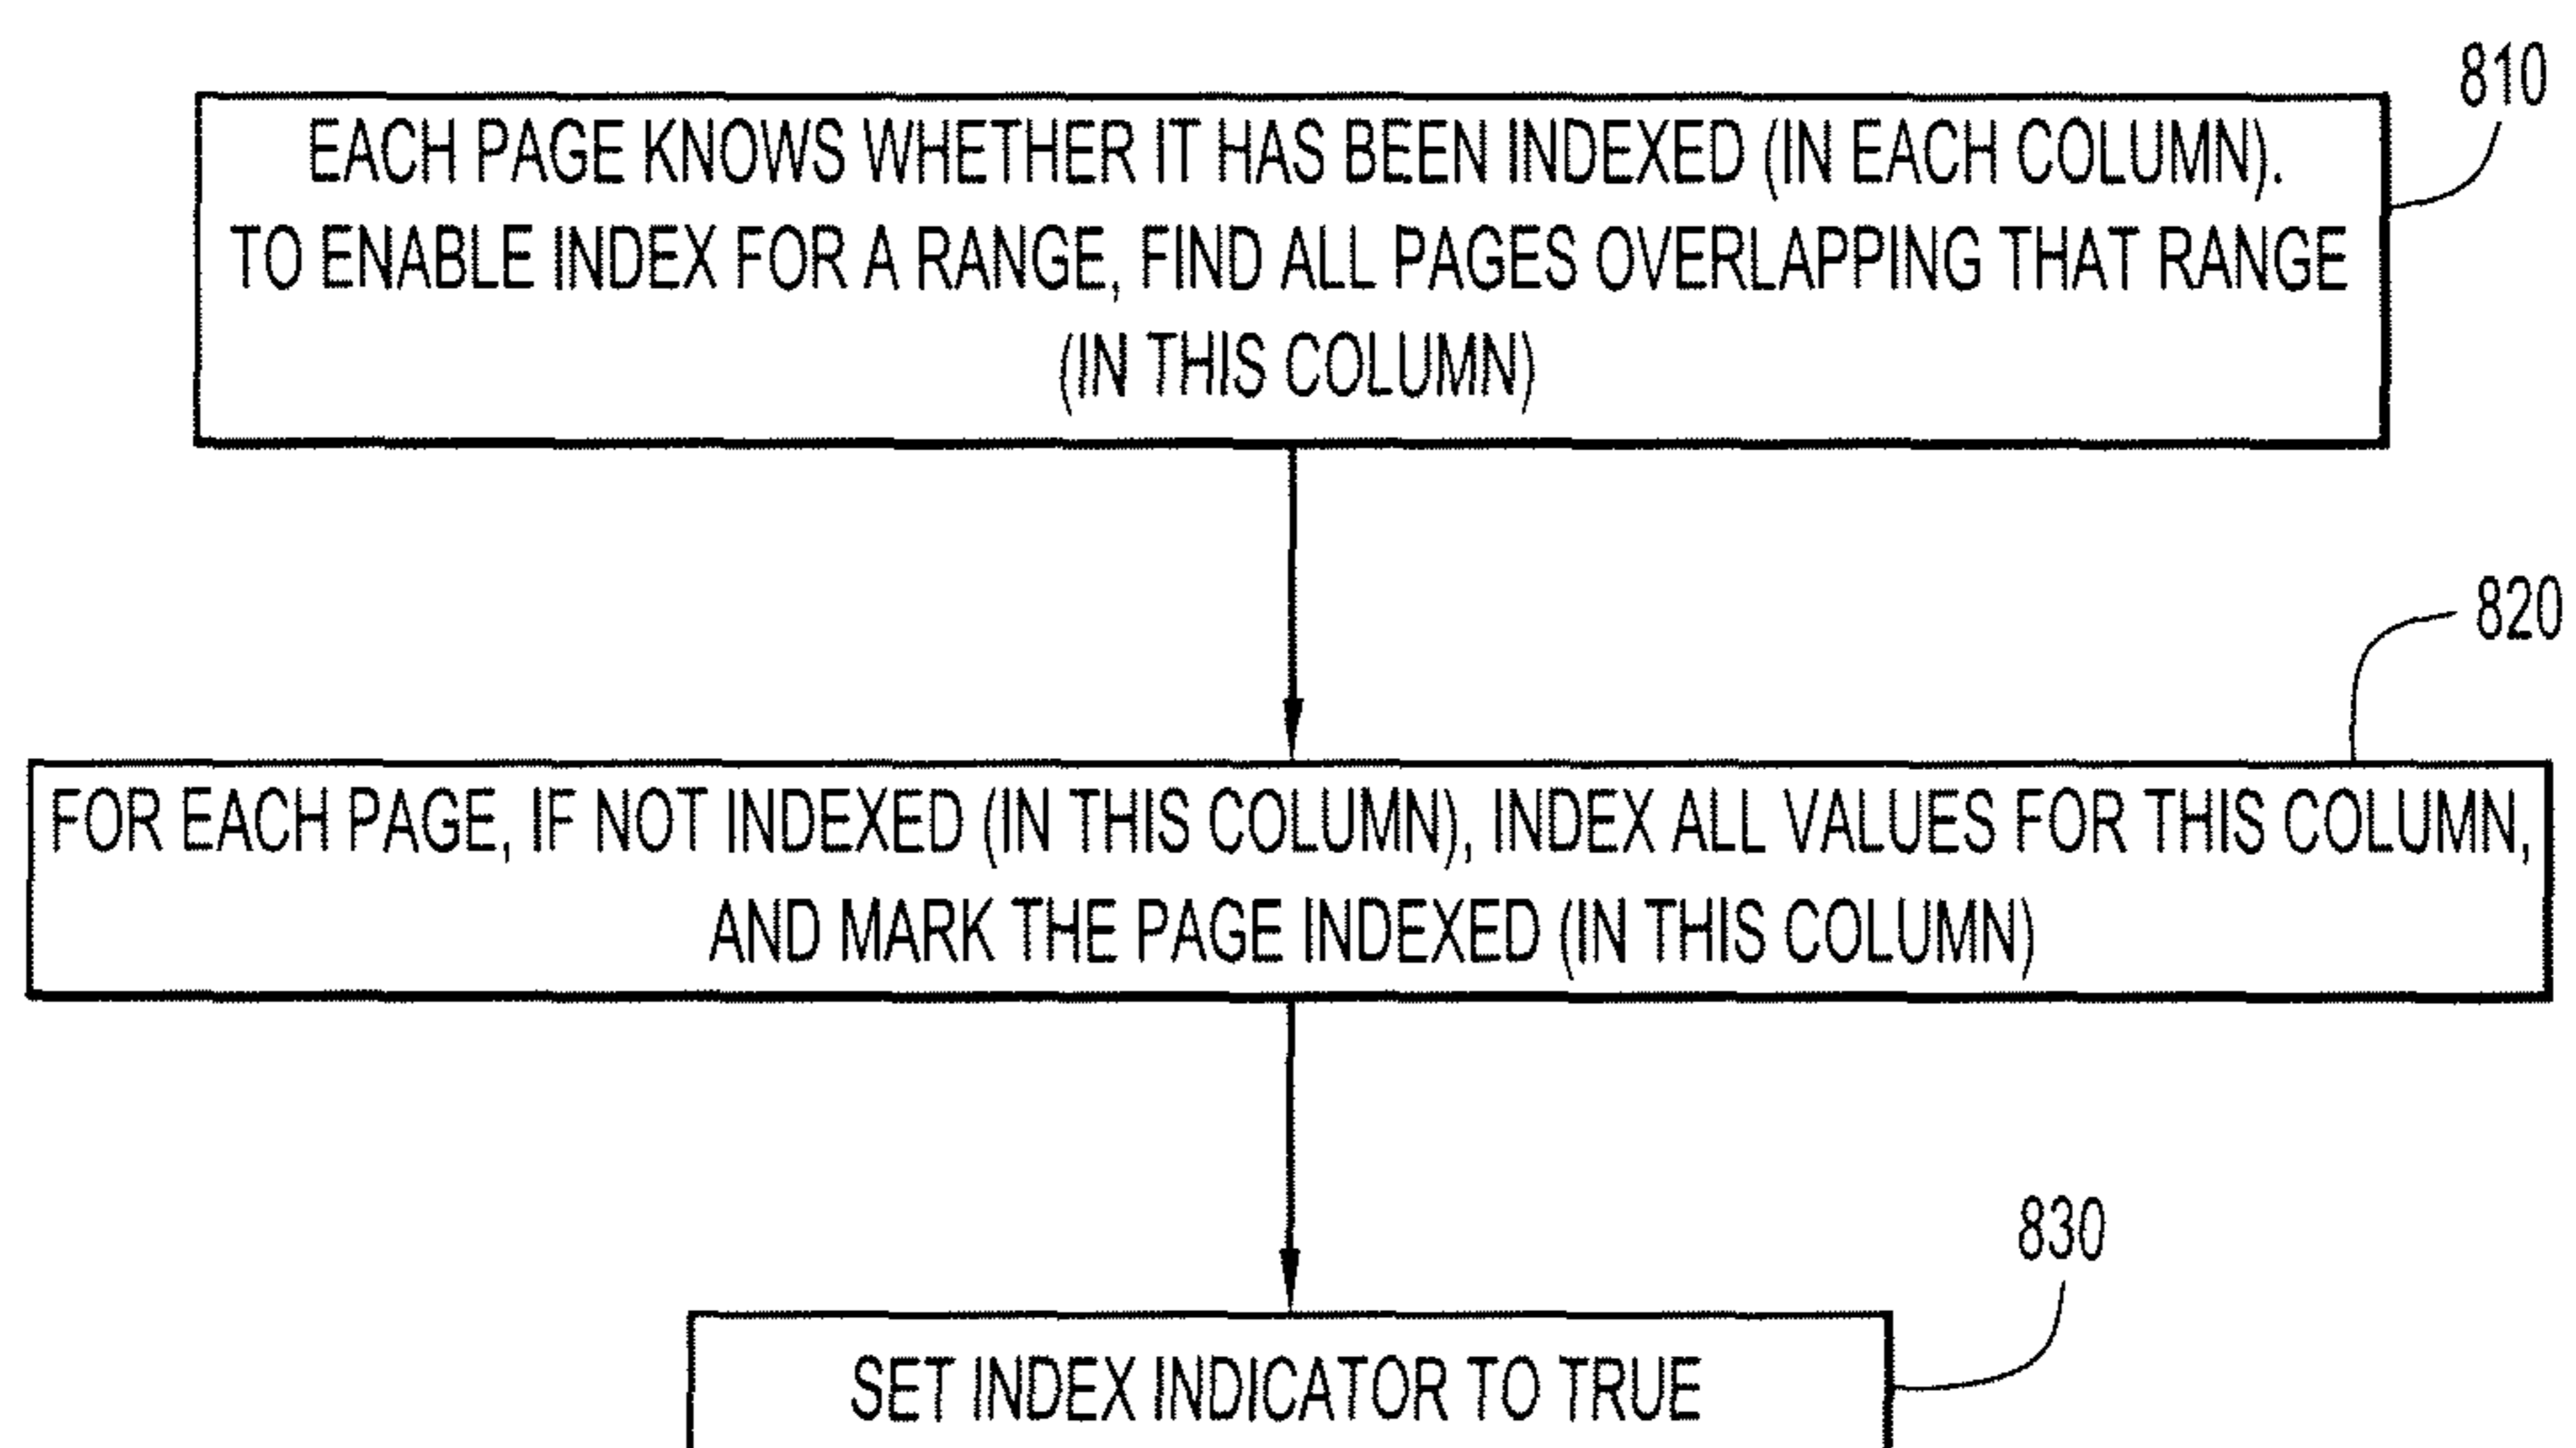 810
EACH PAGE KNOWS WHETHER IT HAS BEEN INDEXED (IN EACH COLUMN).
TO ENABLE INDEX FOR A RANGE, FIND ALL PAGES OVERLAPPING THAT RANGE
(IN THIS COLUMN)
820
FOR EACH PAGE, IF NOT INDEXED (IN THIS COLUMN), INDEX ALL VALUES FOR THIS COLUMN,
AND MARK THE PAGE INDEXED (IN THIS COLUMN)
830
SET INDEX INDICATOR TO TRUE